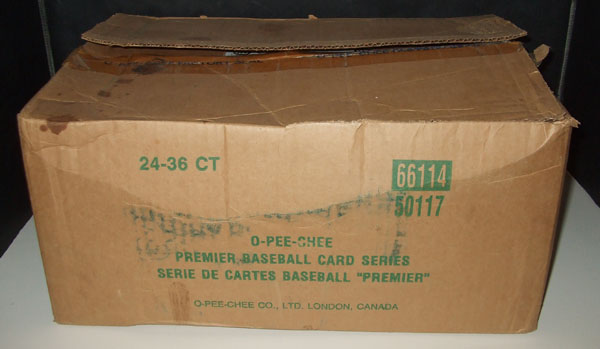 24-36 CT
66114
50117
O-PEE-CHEE
PREMIER BASEBALL CARD SERIES
SERIE DE CARTES BASEBALL "PREMIER"
O-PEE-CHEE CO., LTD. LONDON, CANADA